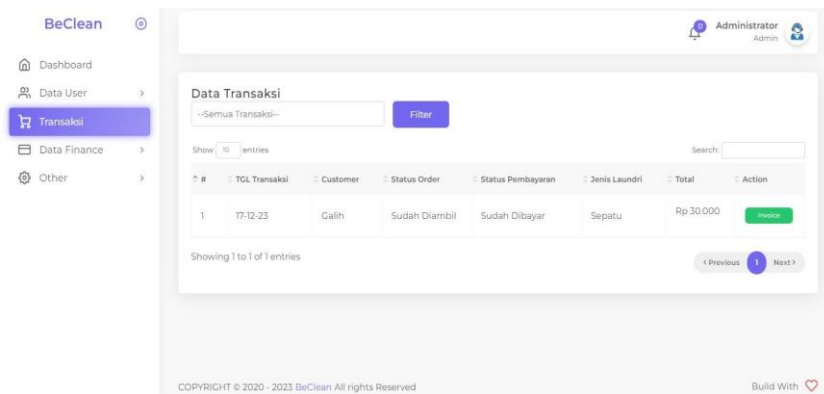 BeClean
Dashboard
Data User
Transaksi
Data Finance
Other
0
Administrator
Admin
Data Transaksi
--Semua Transaksi--
Filter
Show 10 entries
Search:
# TGL Transaksi Customer Status Order Status Pembayaran Jenis Laundri Total Action
1 17-12-23 Galih Sudah Diambil Sudah Dibayar Sepatu Rp 30.000 Invoice
Showing 1 to 1 of 1 entries
< Previous 1 Next >
COPYRIGHT © 2020 - 2023 BeClean All rights Reserved
Build With